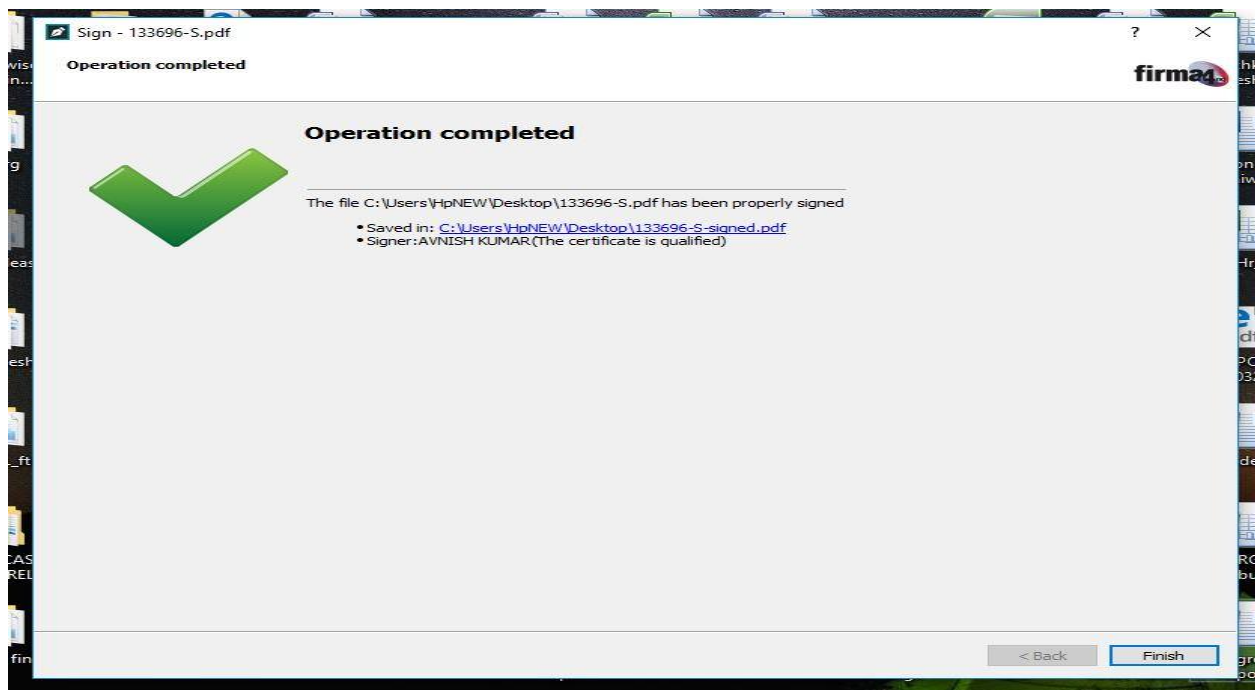 Sign - 133696-S.pdf
?
Operation completed
firma4
Operation completed
The file C:\Users\HpNEW\Desktop\133696-S.pdf has been properly signed
• Saved in: C:\Users\HpNEW\Desktop\133696-S-signed.pdf
• Signer:AVNISH KUMAR(The certificate is qualified)
< Back
Finish